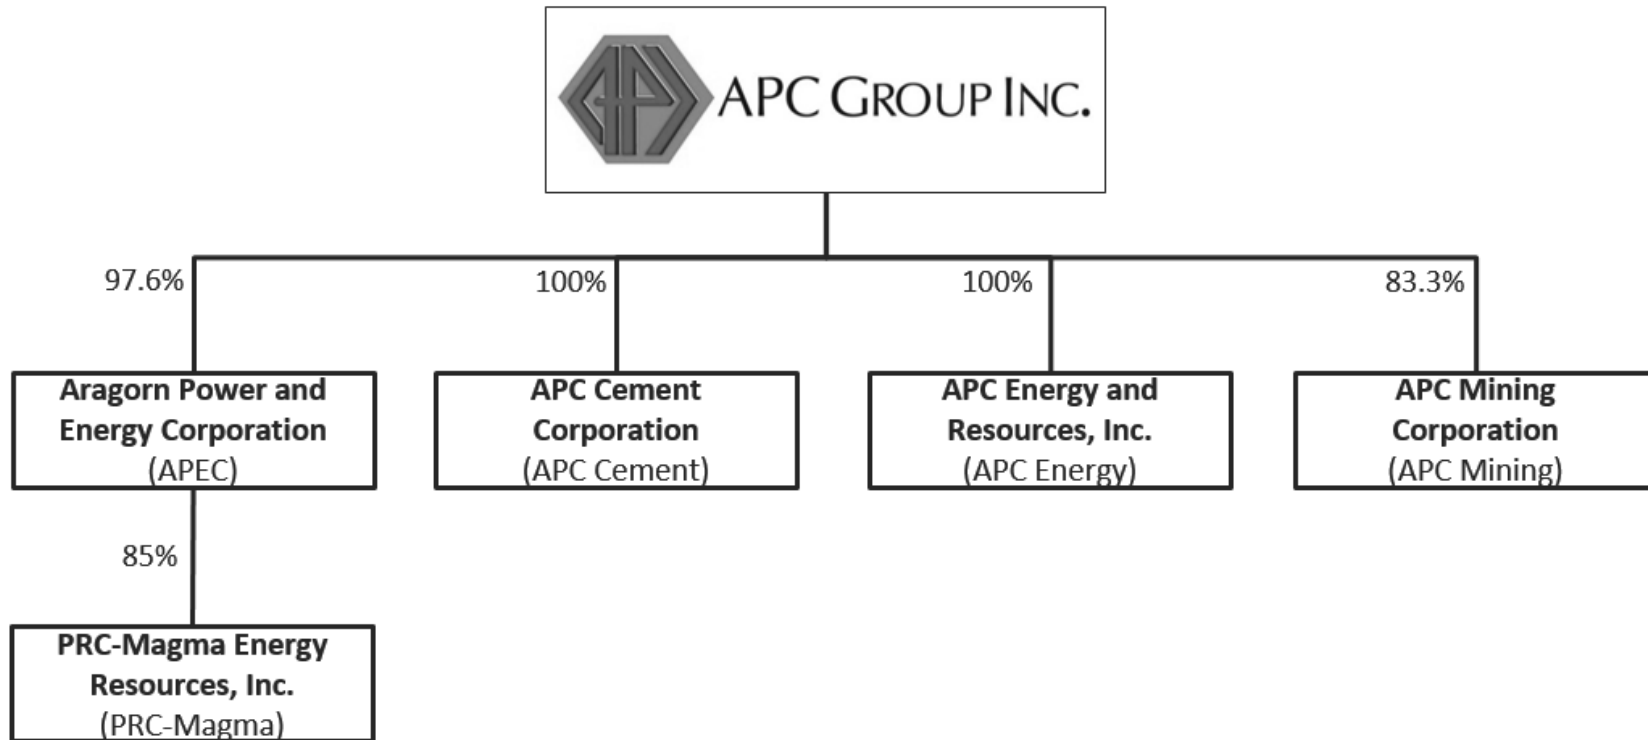 APC GROUP INC.
97.6%
100%
100%
83.3%
Aragorn Power and
Energy Corporation
(APEC)
APC Cement
Corporation
(APC Cement)
APC Energy and
Resources, Inc.
(APC Energy)
APC Mining
Corporation
(APC Mining)
85%
PRC-Magma Energy
Resources, Inc.
(PRC-Magma)